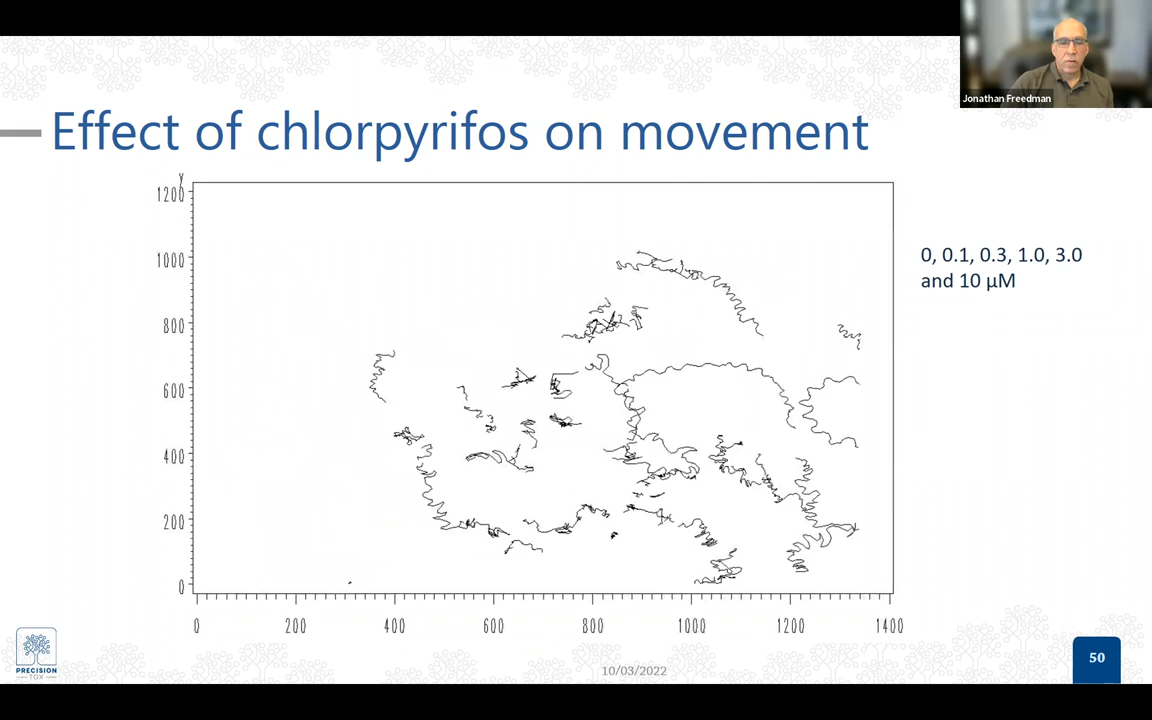 Jonathan Freedman
Effect of chlorpyrifos on movement
Y
1200
1000
800
600
400
200
0
0 200 400 600 800 1000 1200 1400
0, 0.1, 0.3, 1.0, 3.0
and 10 µM
PRECISION
TOX
10/03/2022
50